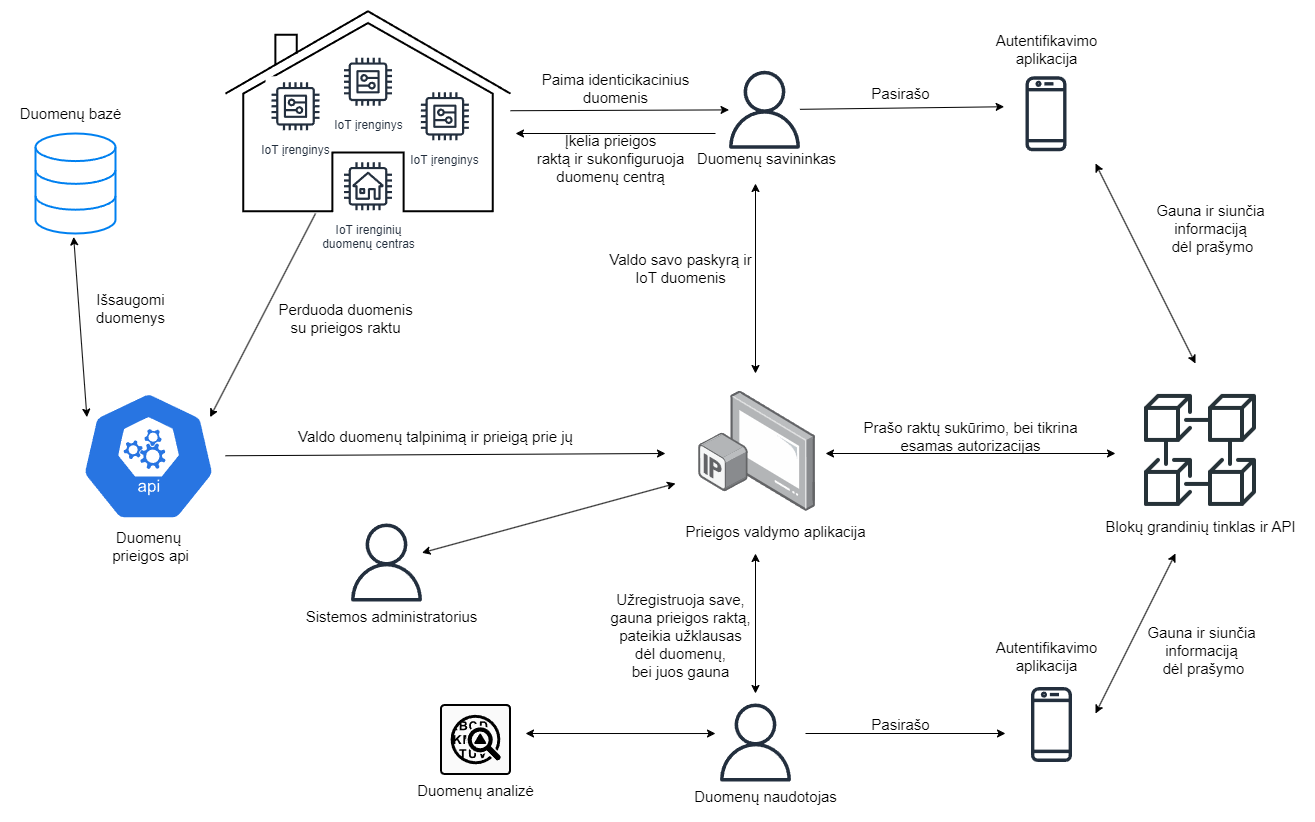 Autentifikavimo
aplikacija
Paima identicikacinius
duomenis
Pasirašo
Duomenų bazė
IoT įrenginys
IoT įrenginys
IoT įrenginys
Įkelia prieigos
raktą ir sukonfiguruoja
duomenų centrą
Duomenų savininkas
IoT irenginių
duomenų centras
Gauna ir siunčia
informaciją
dėl prašymo
Valdo savo paskyrą ir
IoT duomenis
Išsaugomi
duomenys
Perduoda duomenis
su prieigos raktu
Valdo duomenų talpinimą ir prieigą prie jų
Prašo raktų sukūrimo, bei tikrina
esamas autorizacijas
IP
api
Duomenų
prieigos api
Prieigos valdymo aplikacija
Blokų grandinių tinklas ir API
Sistemos administratorius
Užregistruoja save,
gauna prieigos raktą,
pateikia užklausas
dėl duomenų,
bei juos gauna
Autentifikavimo
aplikacija
Gauna ir siunčia
informaciją
dėl prašymo
Pasirašo
Duomenų analizė
Duomenų naudotojas